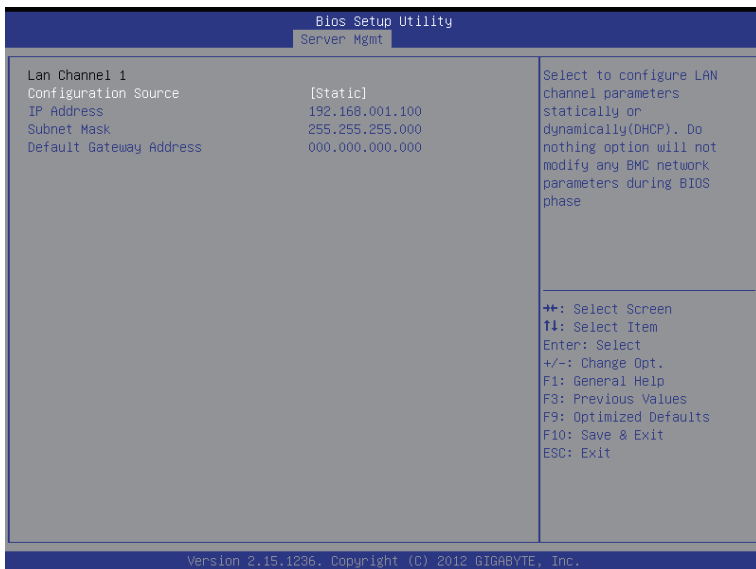 Bios Setup Utility
Server Mgmt
Lan Channel 1
Configuration Source [Static]
IP Address 192.168.001.100
Subnet Mask 255.255.255.000
Default Gateway Address 000.000.000.000
Select to configure LAN
channel parameters
statically or
dynamically(DHCP). Do
nothing option will not
modify any BMC network
parameters during BIOS
phase
→←: Select Screen
↑↓: Select Item
Enter: Select
+/-: Change Opt.
F1: General Help
F3: Previous Values
F9: Optimized Defaults
F10: Save & Exit
ESC: Exit
Version 2.15.1236. Copyright (C) 2012 GIGABYTE, Inc.